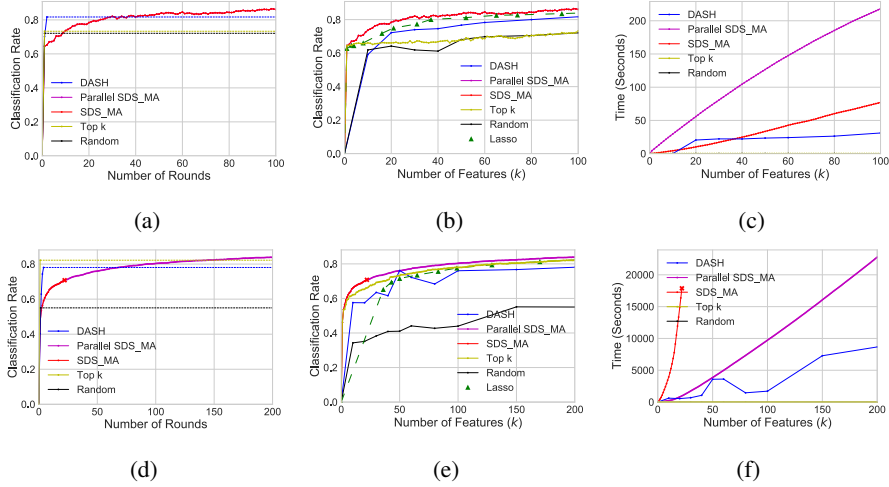 Classification Rate
0.8
0.6
0.4
0.2
0.0
DASH
Parallel SDS_MA
SDS_MA
Top k
Random
0 20 40 60 80 100
Number of Rounds
(a)
Classification Rate
0.8
0.6
0.4
0.2
0.0
DASH
Parallel SDS_MA
SDS_MA
Top k
Random
Lasso
0 20 40 60 80 100
Number of Features (k)
(b)
Time (Seconds)
200
150
100
50
0
DASH
Parallel SDS_MA
SDS_MA
Top k
Random
0 20 40 60 80 100
Number of Features (k)
(c)
Classification Rate
0.8
0.6
0.4
0.2
0.0
DASH
Parallel SDS_MA
SDS_MA
Top k
Random
0 50 100 150 200
Number of Rounds
(d)
Classification Rate
0.8
0.6
0.4
0.2
0.0
DASH
Parallel SDS_MA
SDS_MA
Top k
Random
Lasso
0 50 100 150 200
Number of Features (k)
(e)
Time (Seconds)
20000
15000
10000
5000
0
DASH
Parallel SDS_MA
SDS_MA
Top k
Random
0 50 100 150 200
Number of Features (k)
(f)